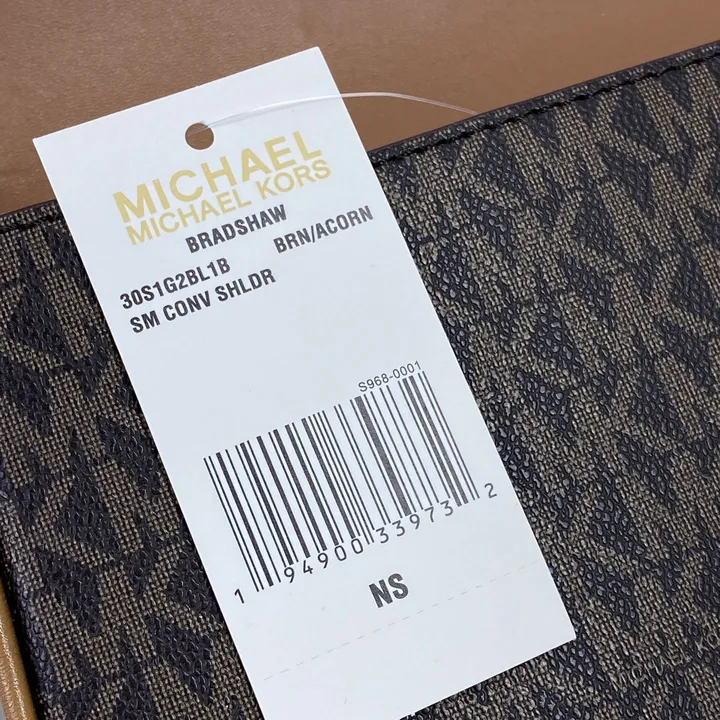 MICHAEL
MICHAEL KORS
BRADSHAW
30S1G2BL1B BRN/ACORN
SM CONV SHLDR
S968-0001
1 94900 33973 2
NS